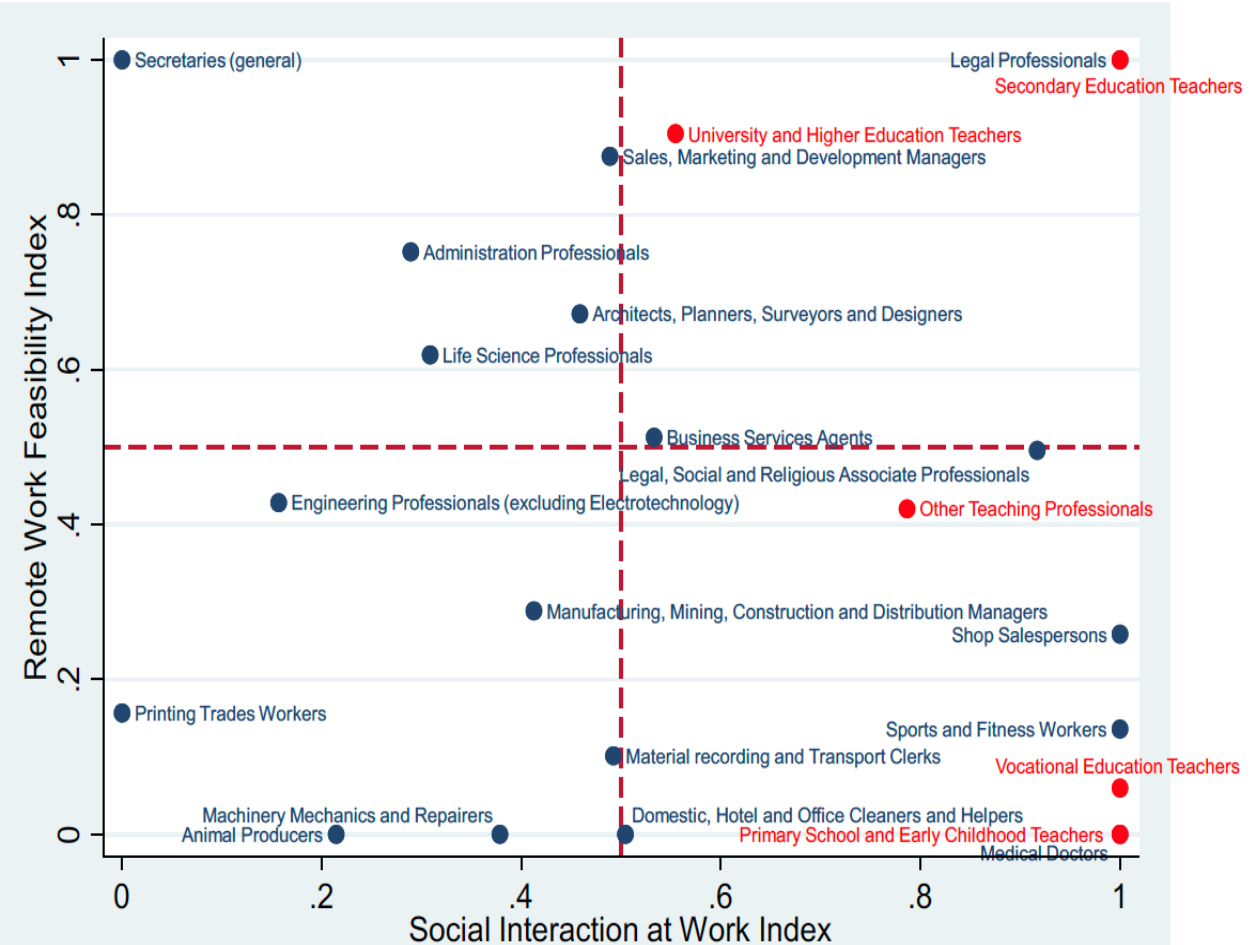 1
Secretaries (general)
Legal Professionals
Secondary Education Teachers
University and Higher Education Teachers
Sales, Marketing and Development Managers
.8
Administration Professionals
Architects, Planners, Surveyors and Designers
Life Science Professionals
.6
Business Services Agents
Legal, Social and Religious Associate Professionals
Engineering Professionals (excluding Electrotechnology)
Other Teaching Professionals
.4
Manufacturing, Mining, Construction and Distribution Managers
Shop Salespersons
.2
Printing Trades Workers
Sports and Fitness Workers
Material recording and Transport Clerks
Vocational Education Teachers
Machinery Mechanics and Repairers
Domestic, Hotel and Office Cleaners and Helpers
0
Animal Producers
Primary School and Early Childhood Teachers
Medical Doctors
Remote Work Feasibility Index
0 .2 .4 .6 .8 1
Social Interaction at Work Index